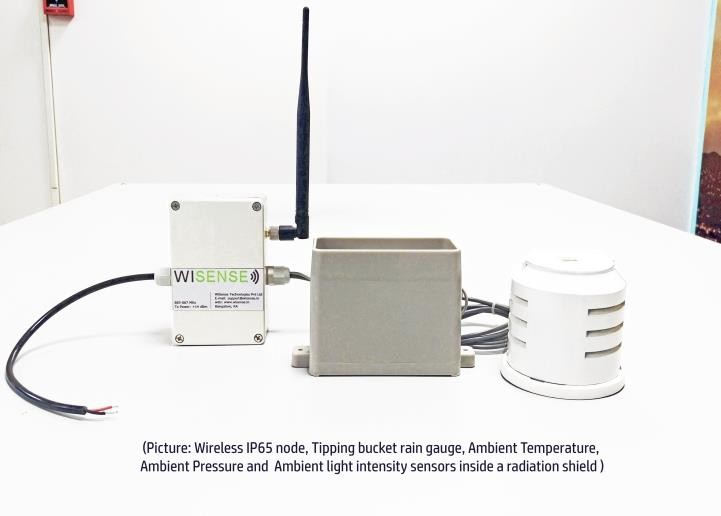 WISENSE
WiSense Technologies Pvt Ltd
E-mail: support@wisense.in
web: www.wisense.in
Bangalore, KA
865-867 MHz
Tx Power: +14 dBm
(Picture: Wireless IP65 node, Tipping bucket rain gauge, Ambient Temperature,
Ambient Pressure and Ambient light intensity sensors inside a radiation shield )